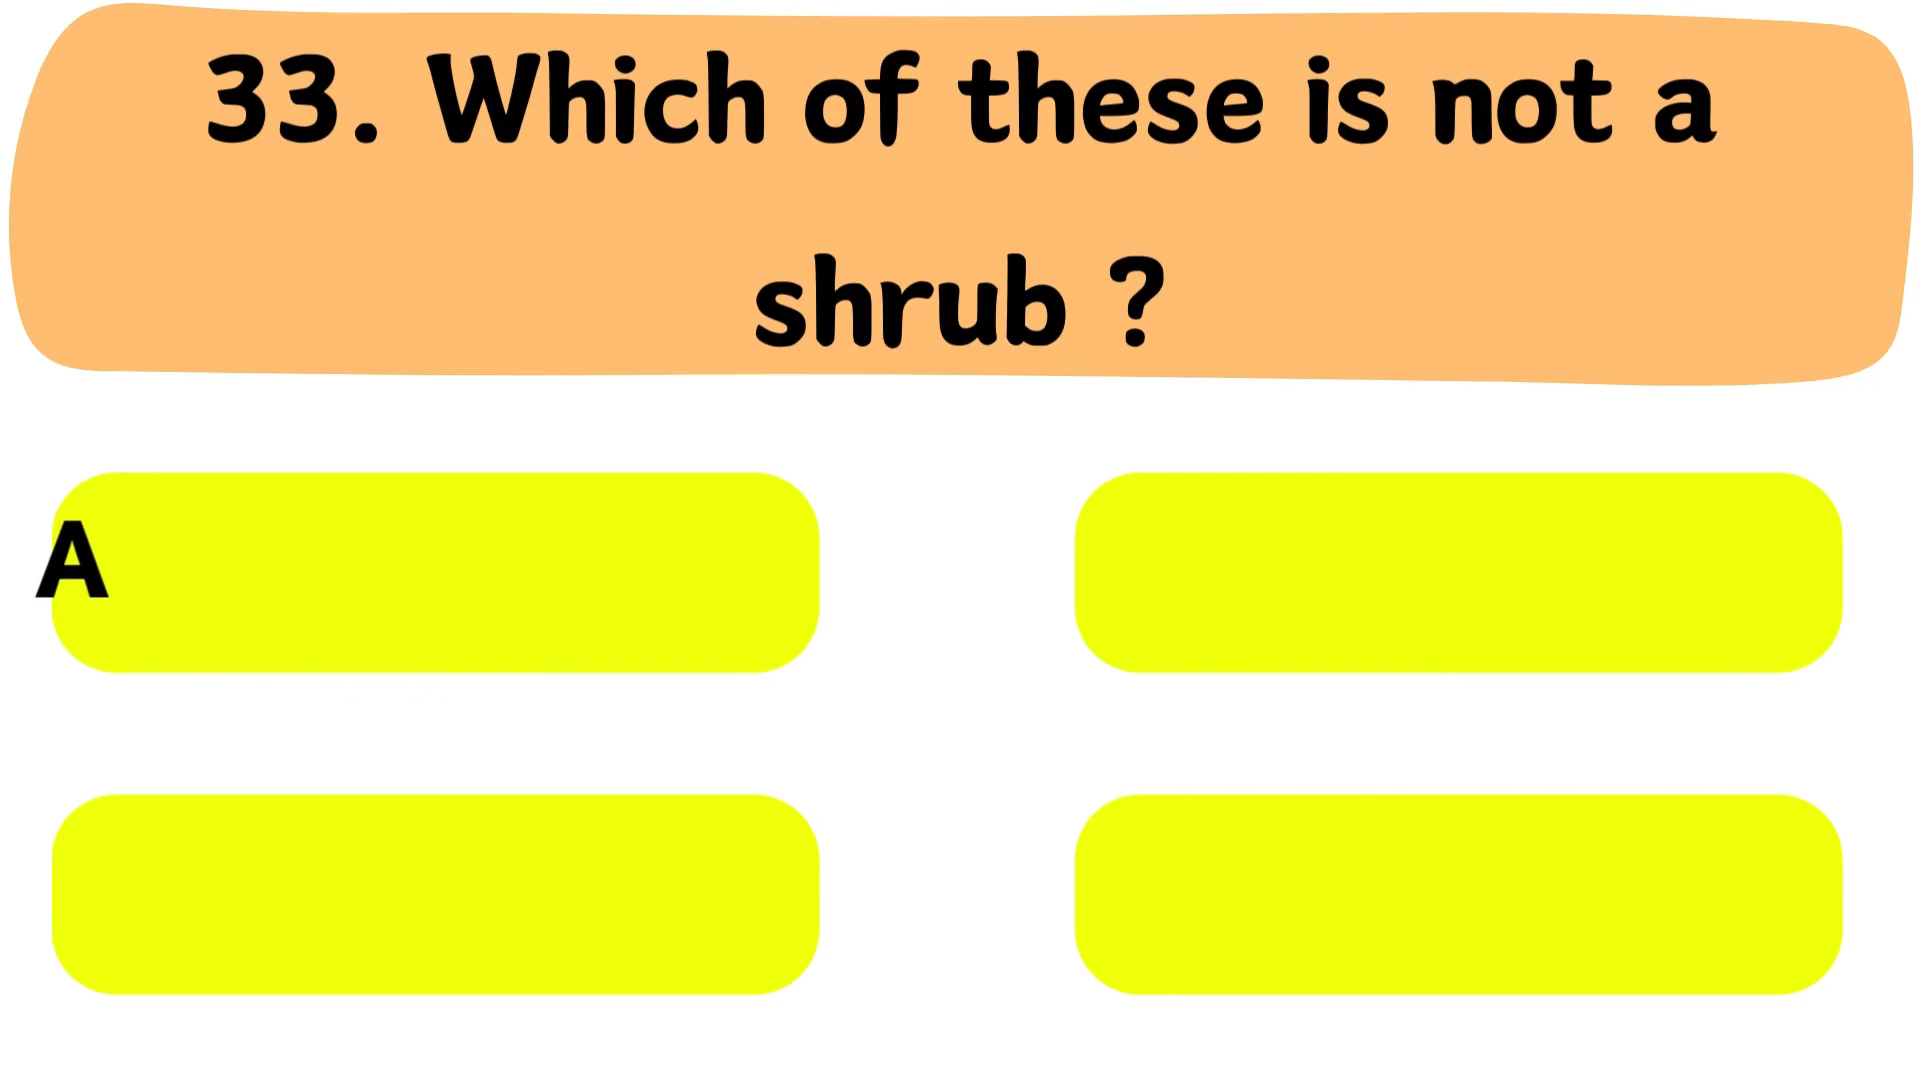 33. Which of these is not a
shrub ?
A